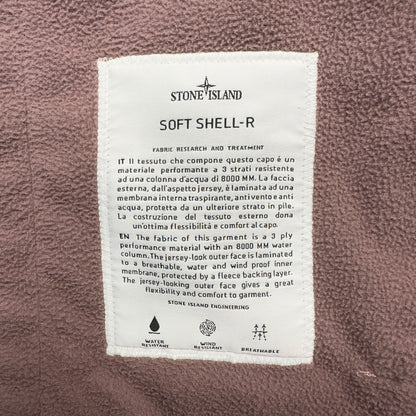 STONE ISLAND
SOFT SHELL-R
FABRIC RESEARCH AND TREATMENT
IT Il tessuto che compone questo capo è un
materiale performante a 3 strati resistente
ad una colonna d'acqua di 8000 MM. La faccia
esterna, dall'aspetto jersey, è laminata ad una
membrana interna traspirante, antivento e anti
acqua, protetta da un ulteriore strato in pile.
La costruzione del tessuto esterno dona
un'ottima flessibilità e comfort al capo.
EN The fabric of this garment is a 3 ply
performance material with an 8000 MM water
column. The jersey-look outer face is laminated
to a breathable, water and wind proof inner
membrane, protected by a fleece backing layer.
The jersey-looking outer face gives a great
flexibility and comfort to garment.
STONE ISLAND ENGINEERING
WATER WIND BREATHABLE
RESISTANT RESISTANT